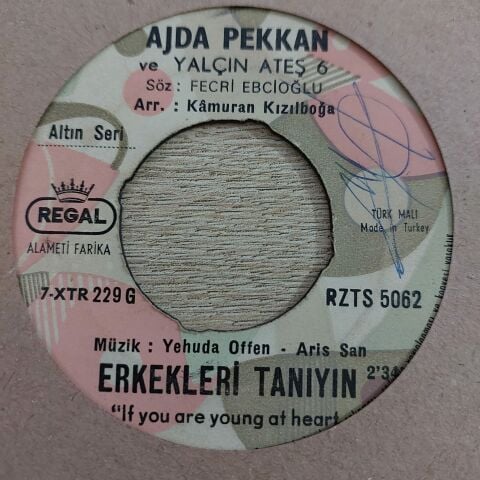 AJDA PEKKAN
ve YALÇIN ATEŞ 6
Söz : FECRİ EBCİOĞLU
Arr. : Kâmuran Kızılboğa
Altın Seri
REGAL
ALAMETİ FARİKA
TÜRK MALI
Made in Turkey
7-XTR 229 G
RZTS 5062
Müzik : Yehuda Offen - Aris San
ERKEKLERİ TANIYIN 2'34
"If you are young at heart